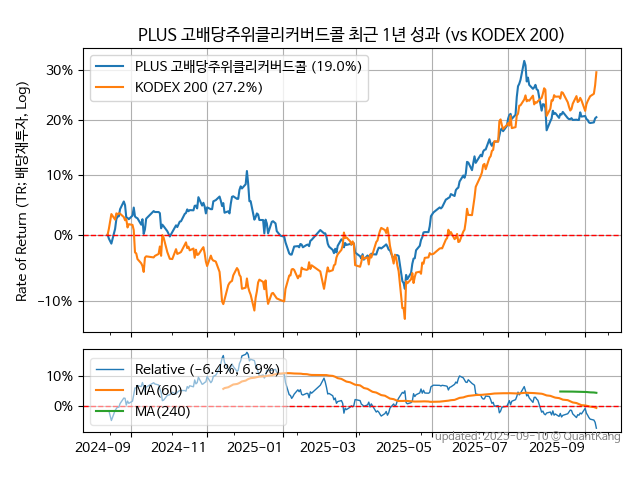 PLUS 고배당주위클리커버드콜 최근 1년 성과 (vs KODEX 200)
Rate of Return (TR: 배당재투자, Log)
PLUS 고배당주위클리커버드콜 (19.0%)
KODEX 200 (27.2%)
30%
20%
10%
0%
−10%
Relative (−6.4%, 6.9%)
MA(60)
MA(240)
10%
0%
updated: 2025-09-10 © QuantKang
2024-09
2024-11
2025-01
2025-03
2025-05
2025-07
2025-09